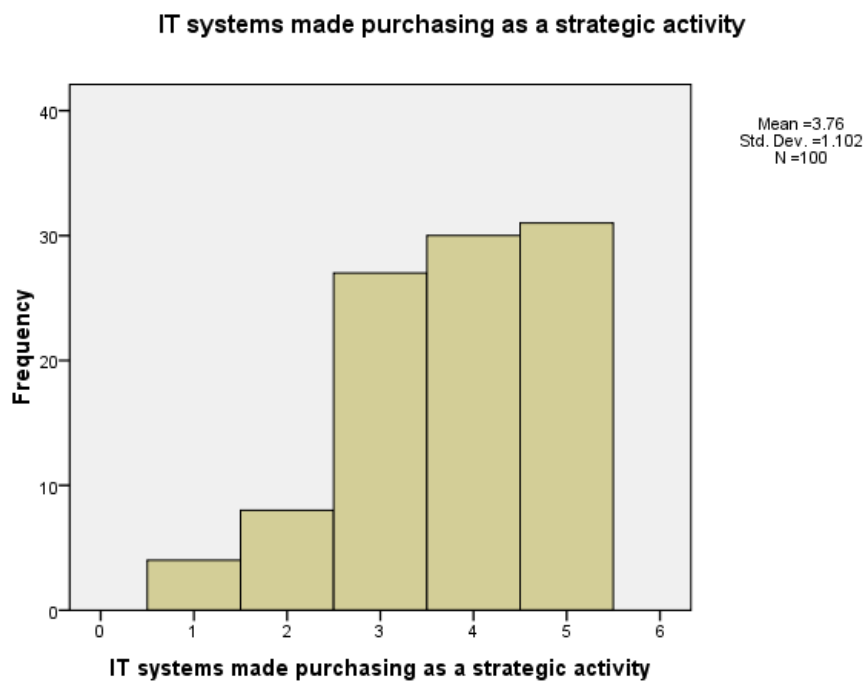 IT systems made purchasing as a strategic activity
Mean =3.76
Std. Dev. =1.102
N =100
40
30
20
10
0
Frequency
0 1 2 3 4 5 6
IT systems made purchasing as a strategic activity